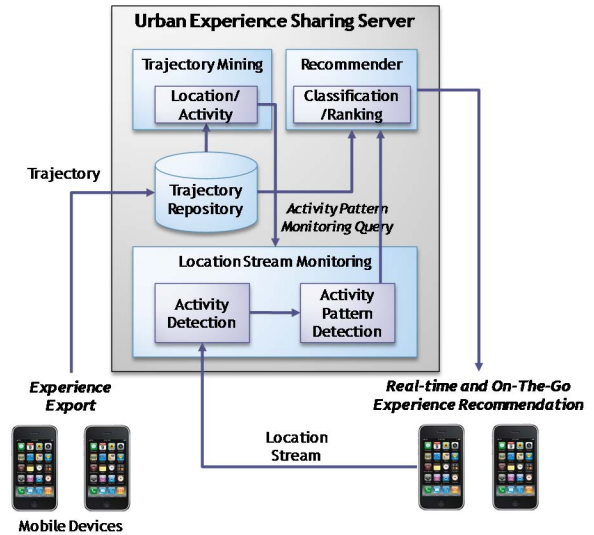 Urban Experience Sharing Server
Trajectory Mining
Recommender
Location/
Activity
Classification
/Ranking
Trajectory
Trajectory
Repository
Activity Pattern
Monitoring Query
Location Stream Monitoring
Activity
Detection
Activity
Pattern
Detection
Experience
Export
Real-time and On-The-Go
Experience Recommendation
Location
Stream
Mobile Devices